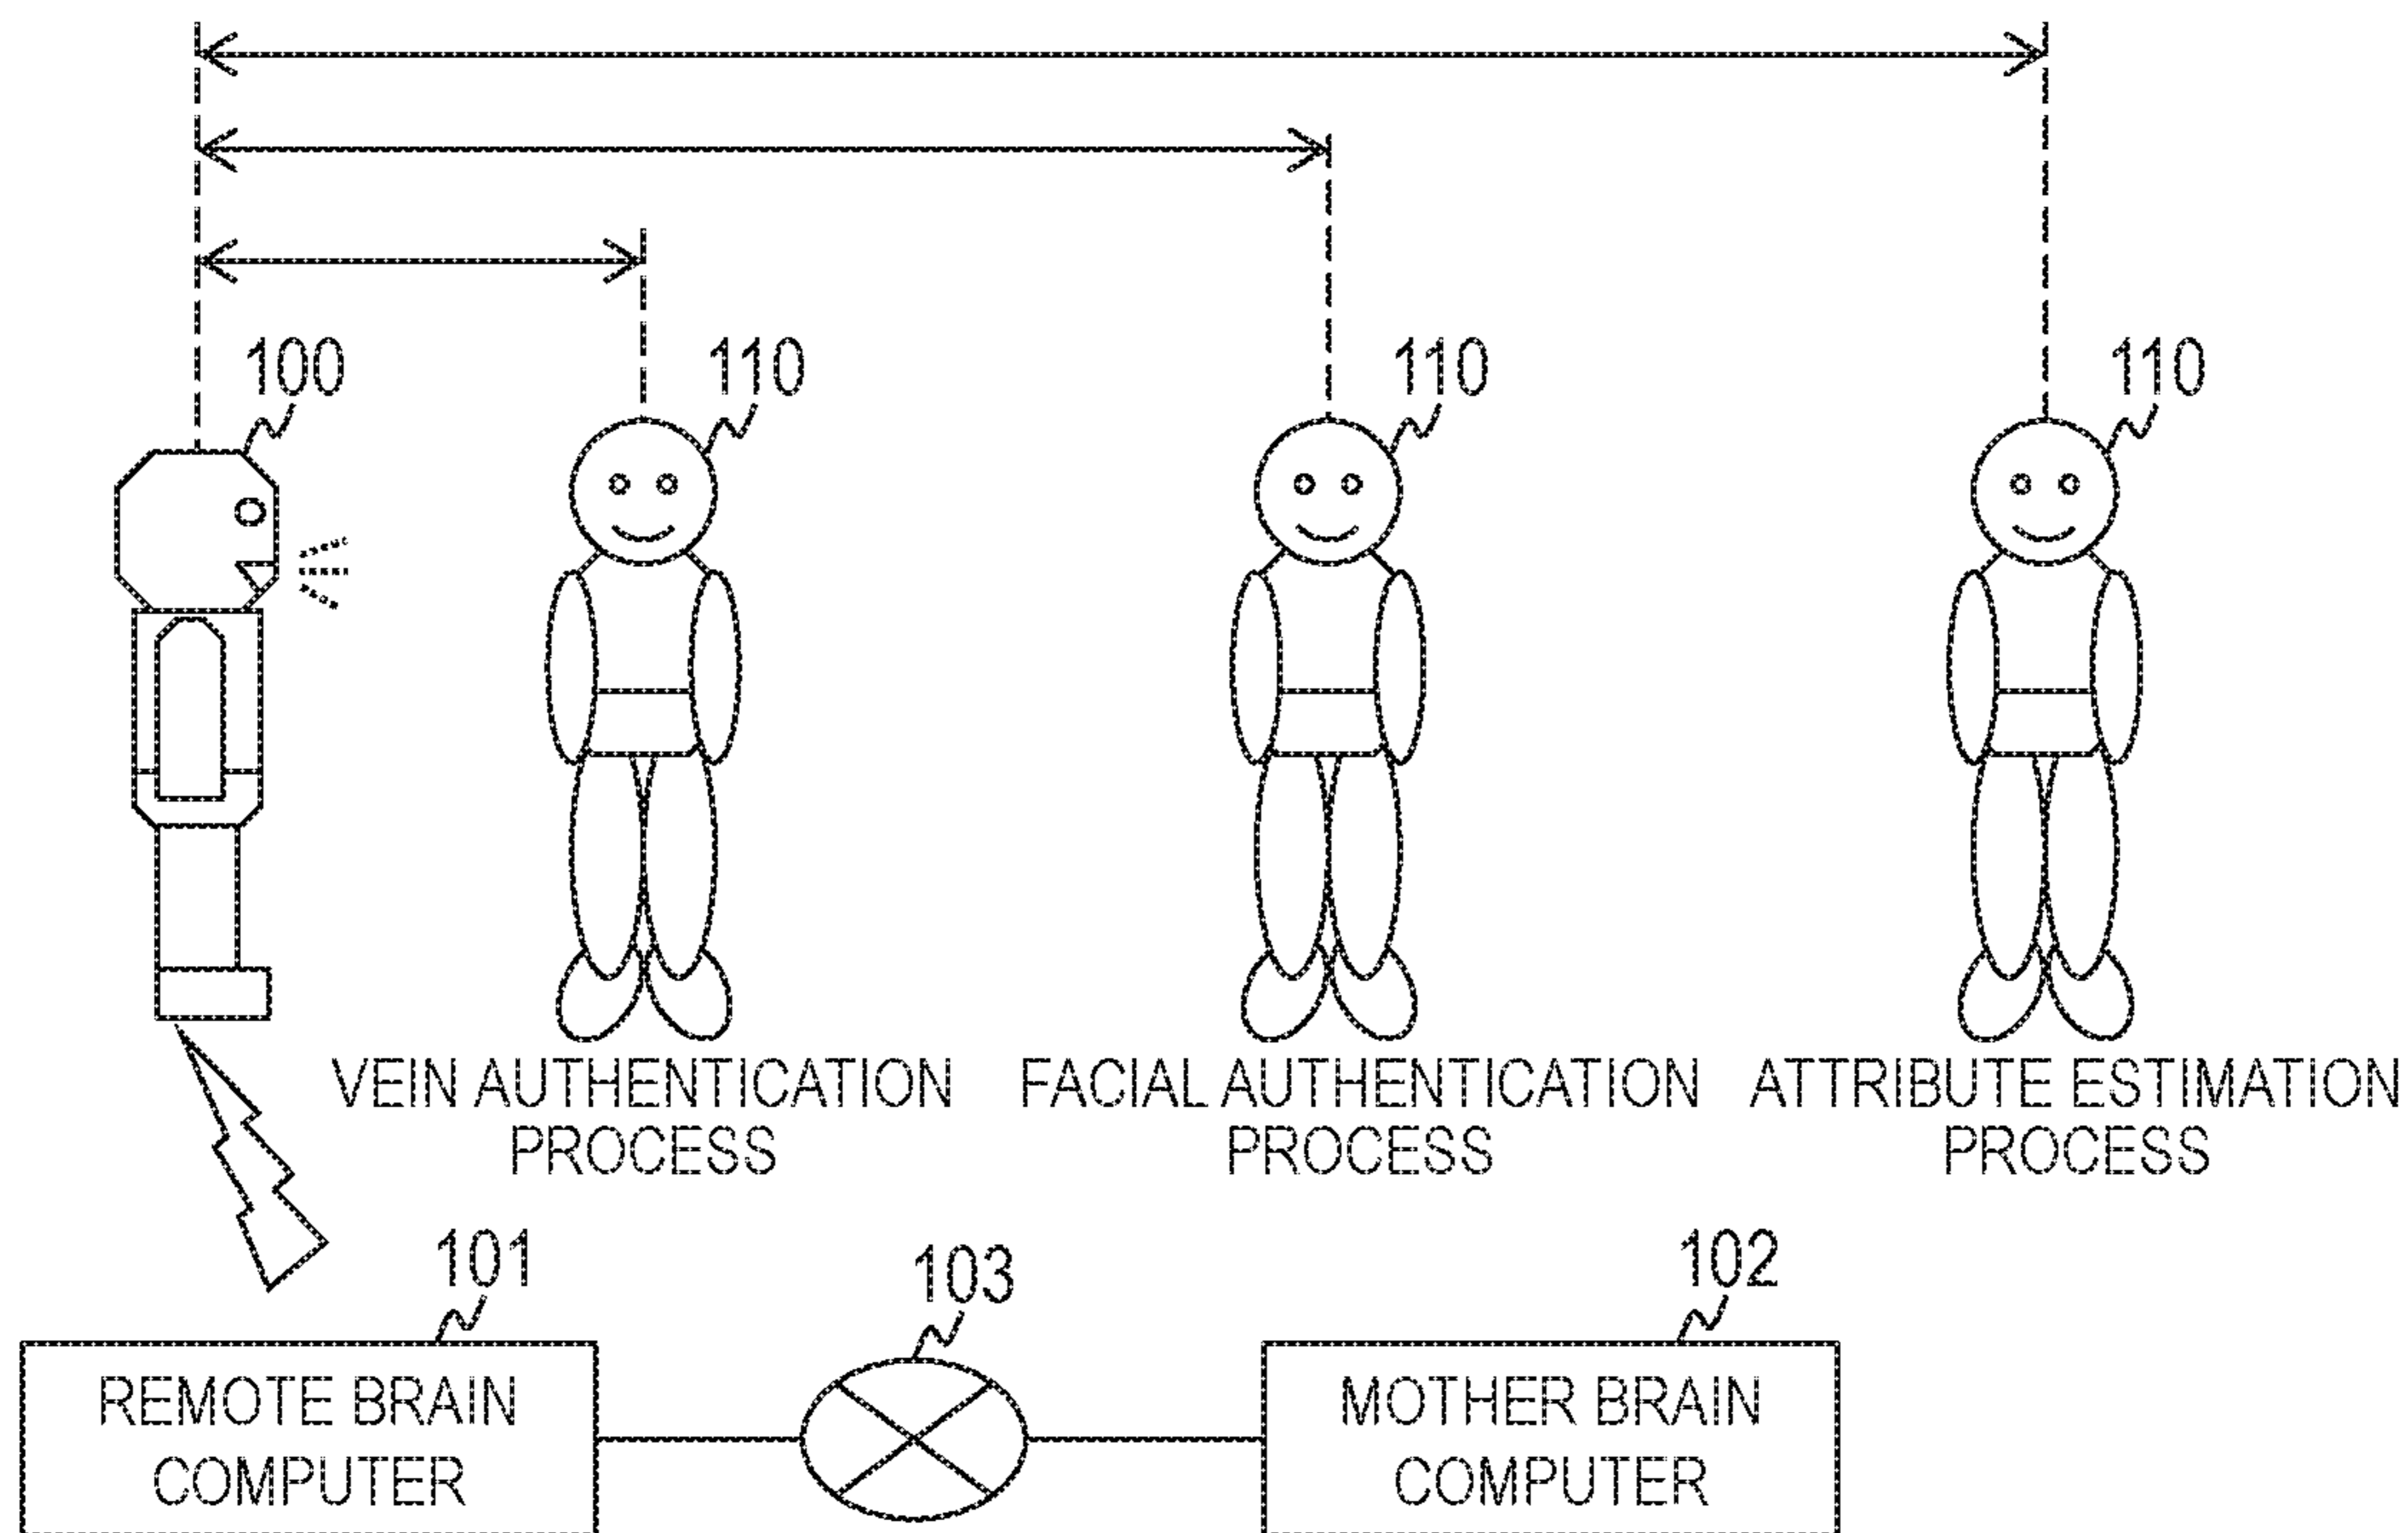 100
110
110
110
VEIN AUTHENTICATION
PROCESS
FACIAL AUTHENTICATION
PROCESS
ATTRIBUTE ESTIMATION
PROCESS
101
103
102
REMOTE BRAIN
COMPUTER
MOTHER BRAIN
COMPUTER